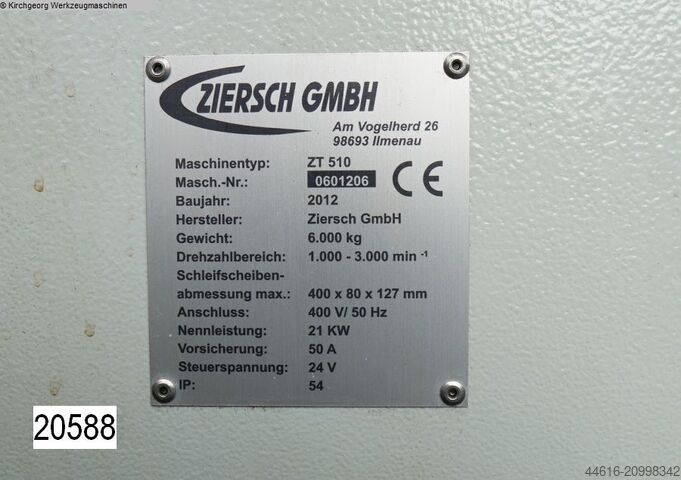 © Kirchgeorg Werkzeugmaschinen
ZIERSCH GMBH
Am Vogelherd 26
98693 Ilmenau
Maschinentyp: ZT 510
Masch.-Nr.: 0601206 CE
Baujahr: 2012
Hersteller: Ziersch GmbH
Gewicht: 6.000 kg
Drehzahlbereich: 1.000 - 3.000 min -1
Schleifscheiben-
abmessung max.: 400 x 80 x 127 mm
Anschluss: 400 V/ 50 Hz
Nennleistung: 21 KW
Vorsicherung: 50 A
Steuerspannung: 24 V
IP: 54
20588
44616-20998342